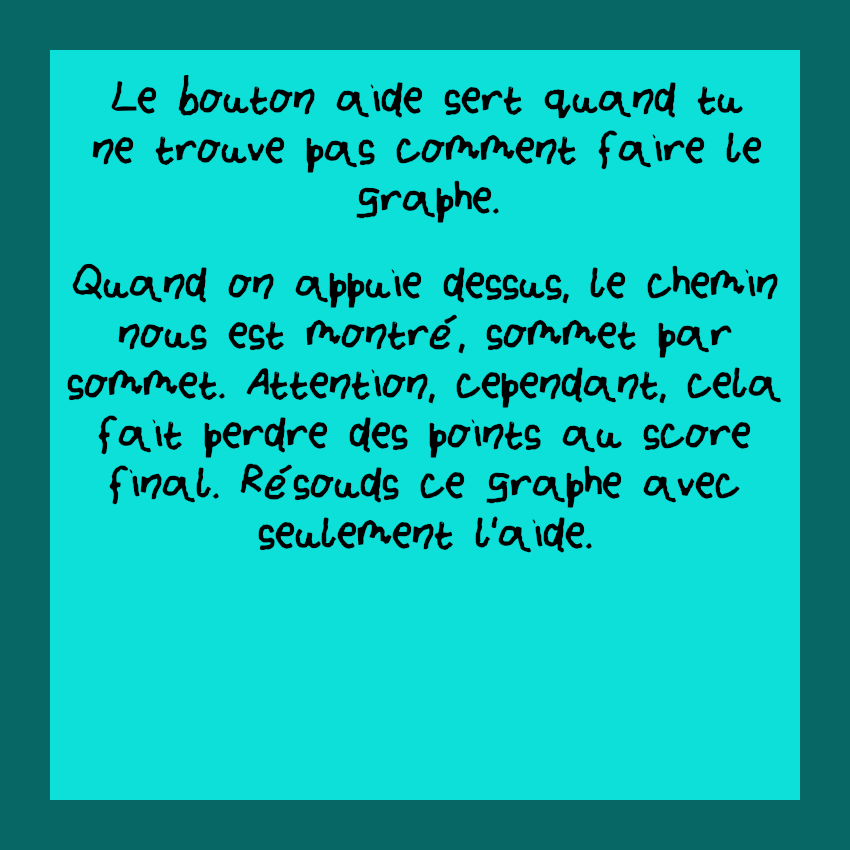 Le bouton aide sert quand tu
ne trouve pas comment faire le
graphe.
Quand on appuie dessus, le chemin
nous est montré, sommet par
sommet. Attention, cependant, cela
fait perdre des points au score
final. Résouds ce graphe avec
seulement l'aide.